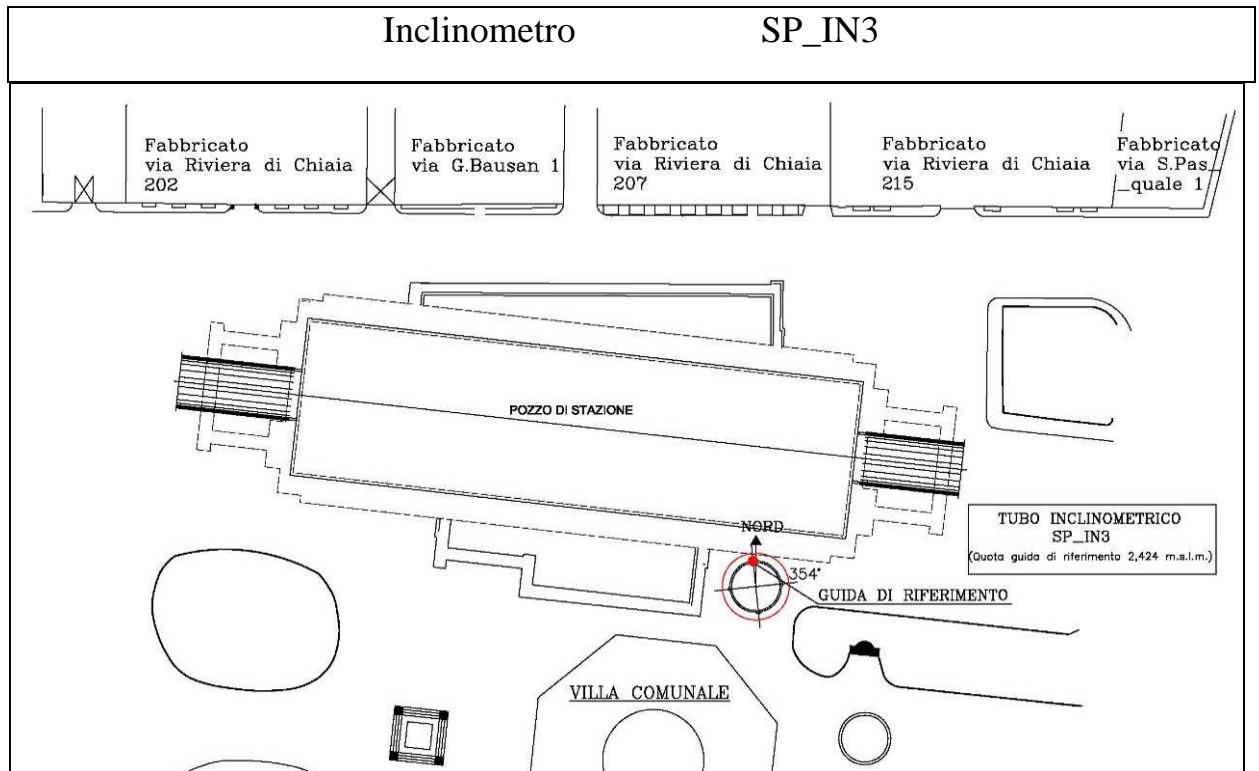 Inclinometro SP_IN3
Fabbricato
via Riviera di Chiaia
202
Fabbricato
via G.Bausan 1
Fabbricato
via Riviera di Chiaia
207
Fabbricato
via Riviera di Chiaia
215
Fabbricato
via S.Pas_
_quale 1
POZZO DI STAZIONE
NORD
354°
GUIDA DI RIFERIMENTO
TUBO INCLINOMETRICO
SP_IN3
(Quota guida di riferimento 2,424 m.s.l.m.)
VILLA COMUNALE